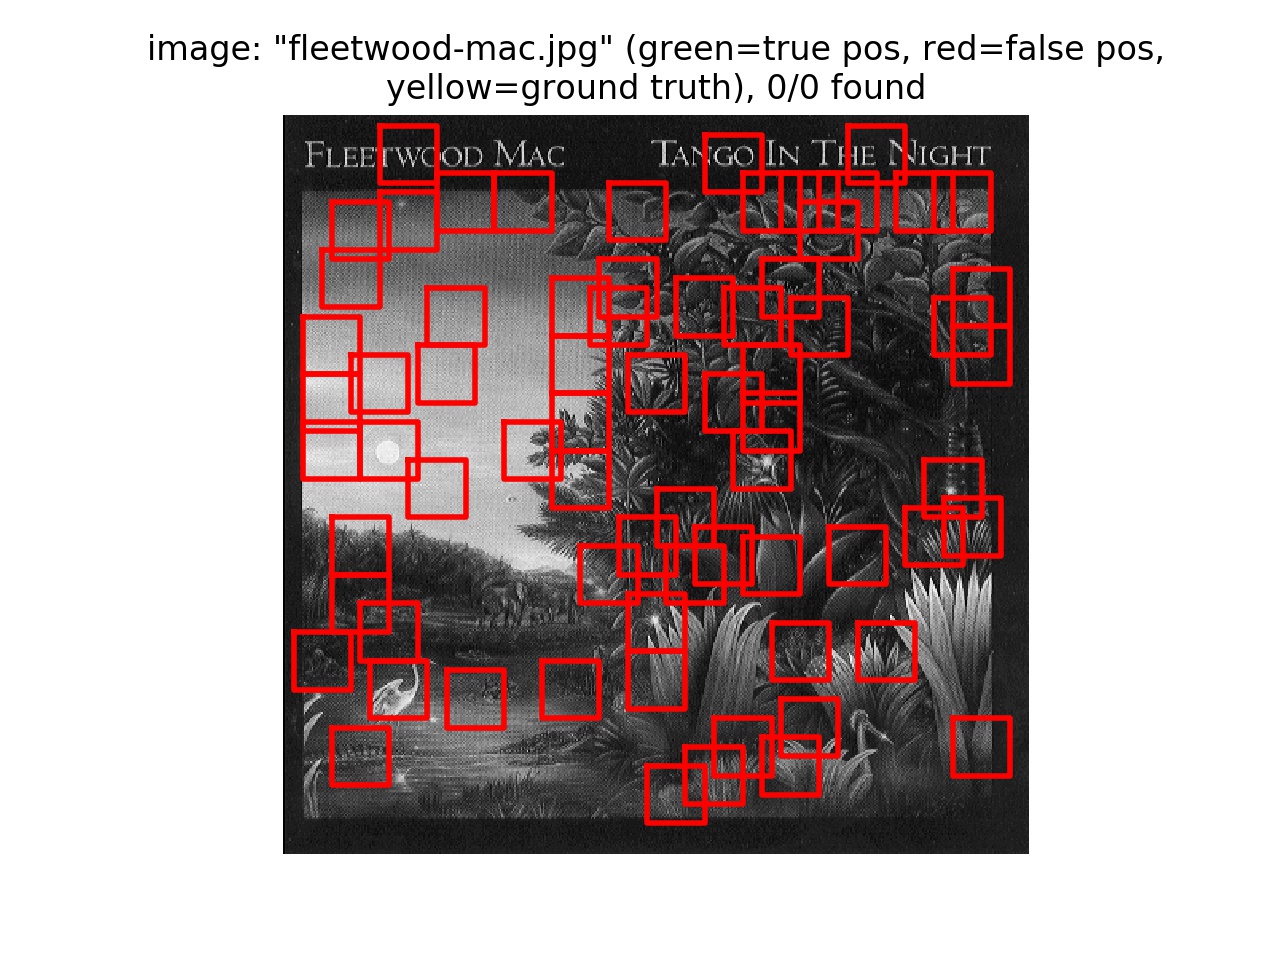 image: "fleetwood-mac.jpg" (green=true pos, red=false pos,
yellow=ground truth), 0/0 found
FLEETWOOD MAC TANGO IN THE NIGHT